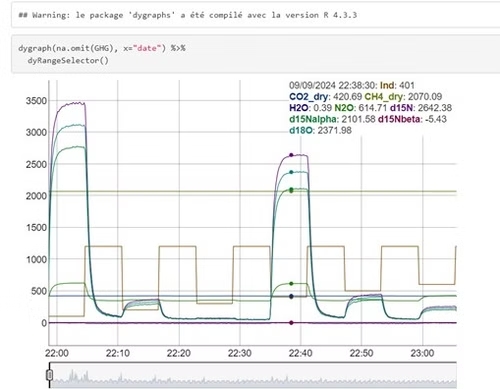 ## Warning: le package 'dygraphs' a été compilé avec la version R 4.3.3
dygraph(na.omit(GHG), x="date") %>%
dyRangeSelector()
09/09/2024 22:38:30: Ind: 401
CO2_dry: 420.69 CH4_dry: 2070.09
H2O: 0.39 N2O: 614.71 d15N: 2642.38
d15Nalpha: 2101.58 d15Nbeta: -5.43
d18O: 2371.98
3500
3000
2500
2000
1500
1000
500
0
22:00 22:10 22:20 22:30 22:40 22:50 23:00